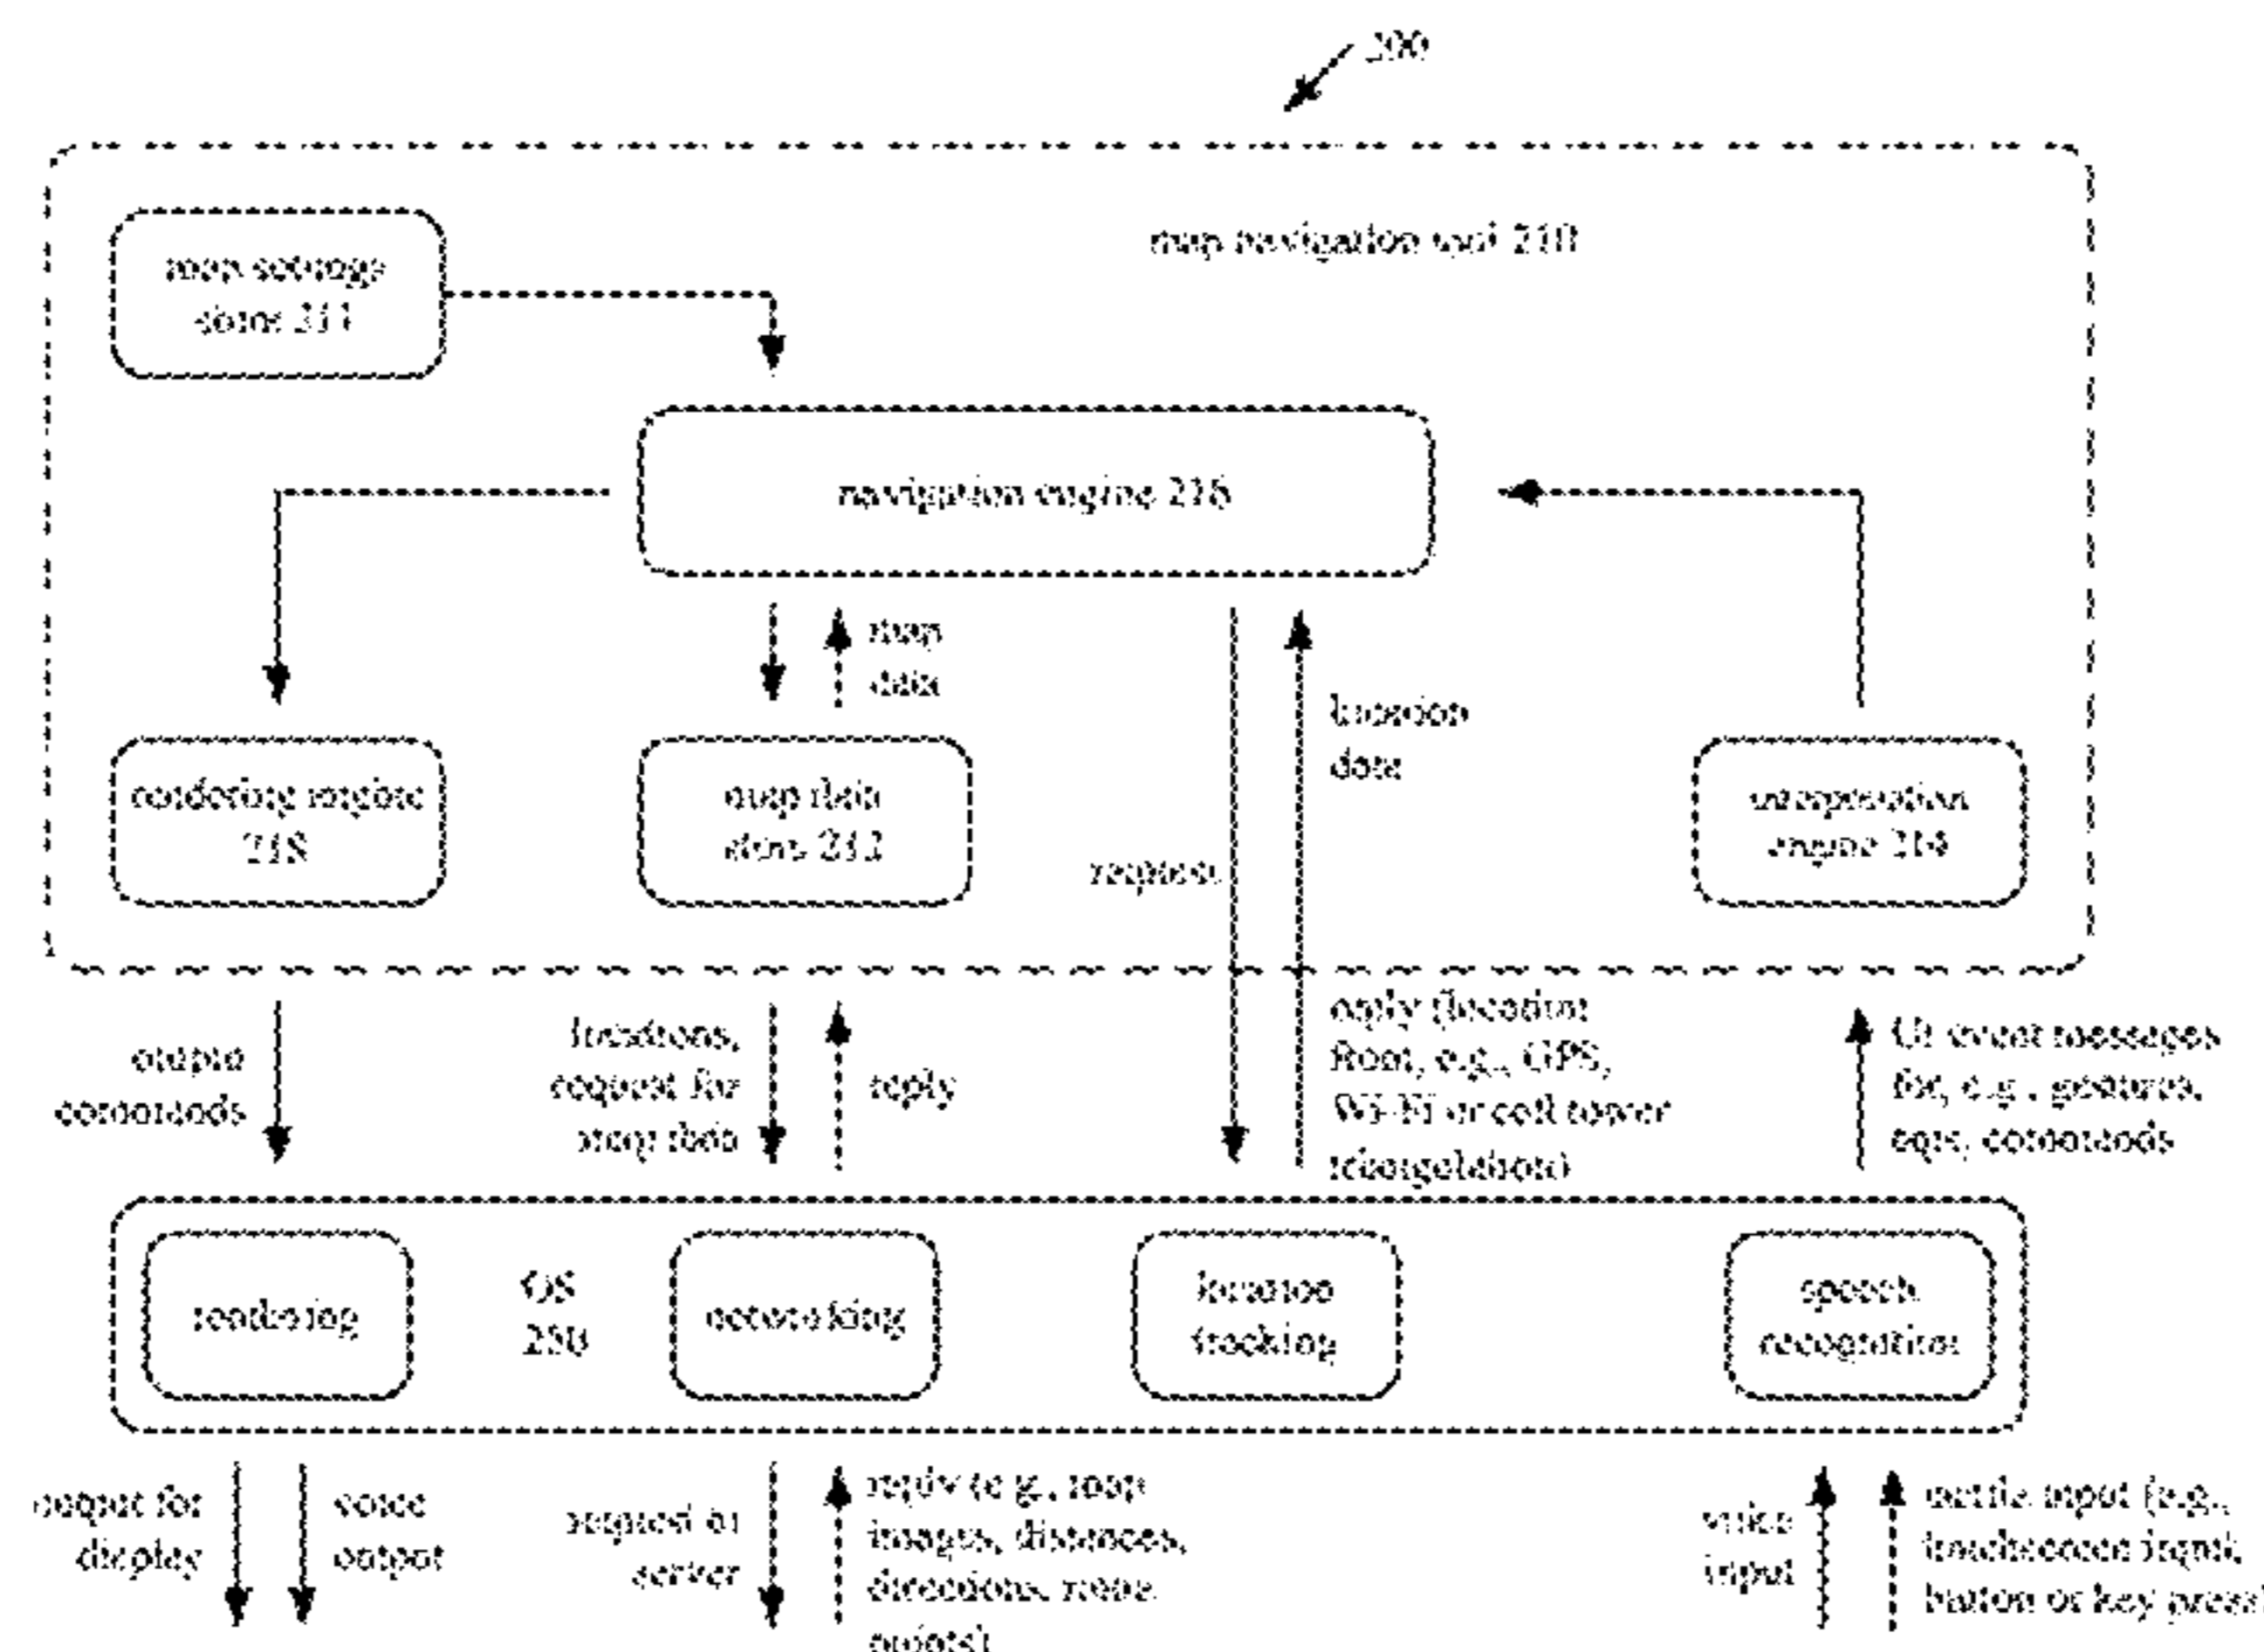 200
map navigation tool 210
map settings
store 211
navigation engine 216
map
data
location
data
rendering engine
218
map data
store 212
interpretation
engine 214
request
output
commands
locations,
request for
map data
reply
reply (location
from, e.g., GPS,
Wi-Fi or cell tower
triangulation)
UI event messages
for, e.g., gestures,
commands
rendering
OS
250
networking
location
tracking
speech
recognition
output for
display
voice
output
request to
server
reply (e.g., map
images, distances,
directions, route
points)
voice
input
tactile input (e.g.,
touchscreen input,
button or key press)